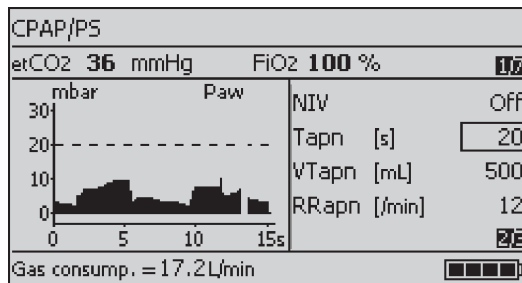 CPAP/PS
etCO2 36 mmHg FiO2 100 %
mbar Paw
30
20
10
0
0 5 10 15s
NIV Off
Tapn [s] 20
VTapn [mL] 500
RRapn [/min] 12
Gas consump. = 17.2 L/min